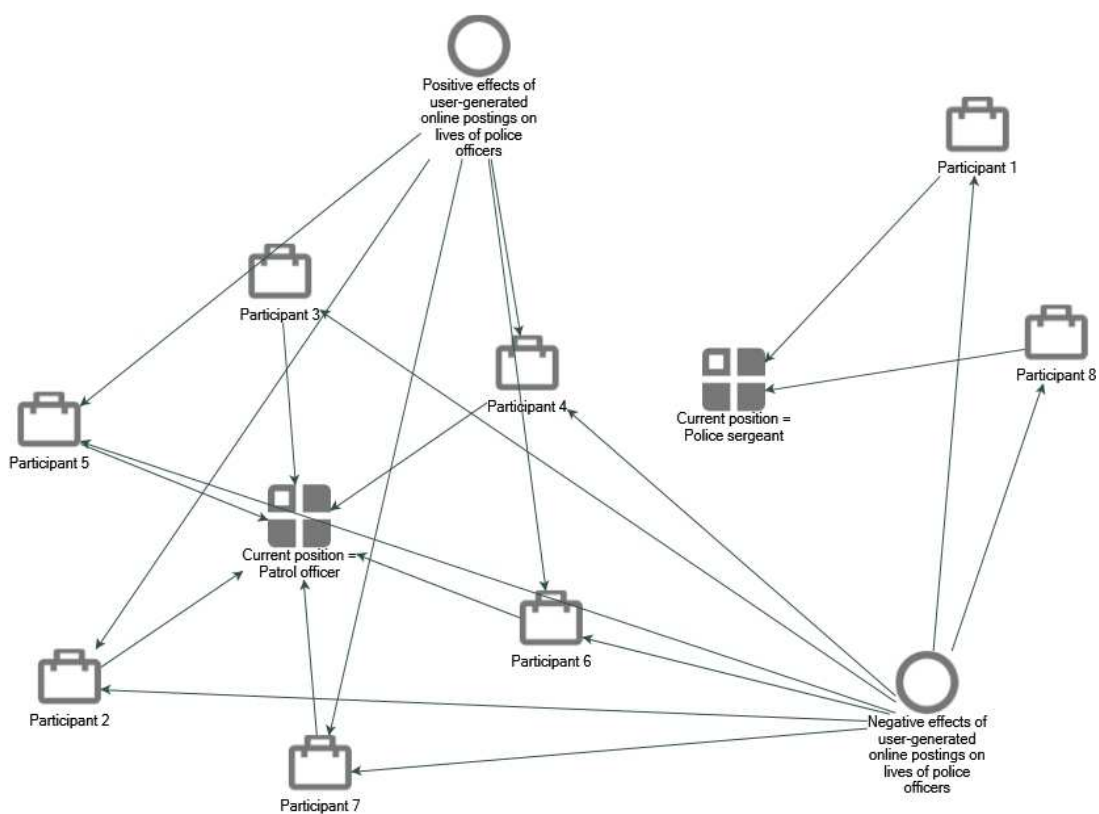 Positive effects of
user-generated
online postings on
lives of police
officers
Participant 1
Participant 3
Participant 8
Participant 4
Current position =
Police sergeant
Participant 5
Current position =
Patrol officer
Participant 6
Participant 2
Negative effects of
user-generated
online postings on
lives of police
officers
Participant 7